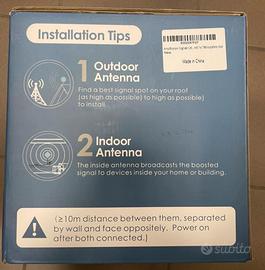 Installation Tips
Made in China
1 Outdoor
Antenna
Find a best signal spot on your roof
(as high as possible) to high as possible)
to install.
2 Indoor
Antenna
The inside antenna broadcasts the boosted
signal to devices inside your home or building.
(≥10m distance between them, separated
by wall and face oppositely. Power on
after both connected.)
subito